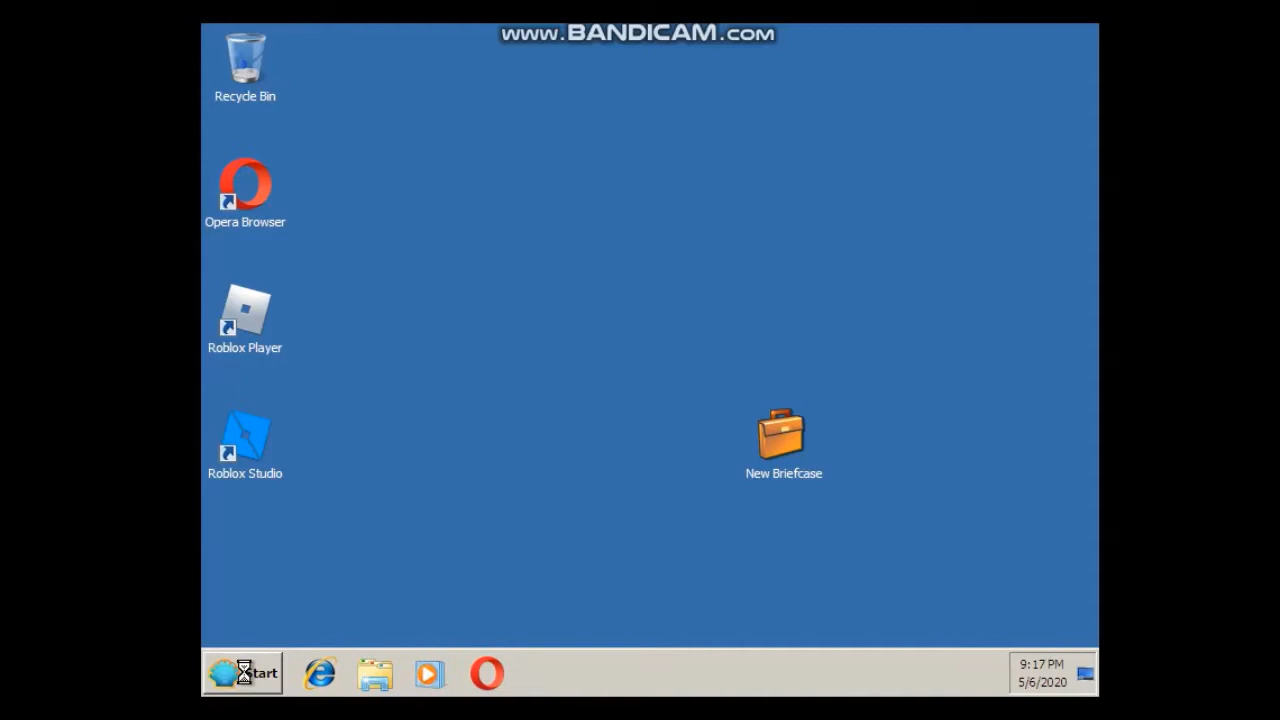 www.BANDICAM.com
Recycle Bin
Opera Browser
Roblox Player
Roblox Studio
New Briefcase
Start
9:17 PM
5/6/2020